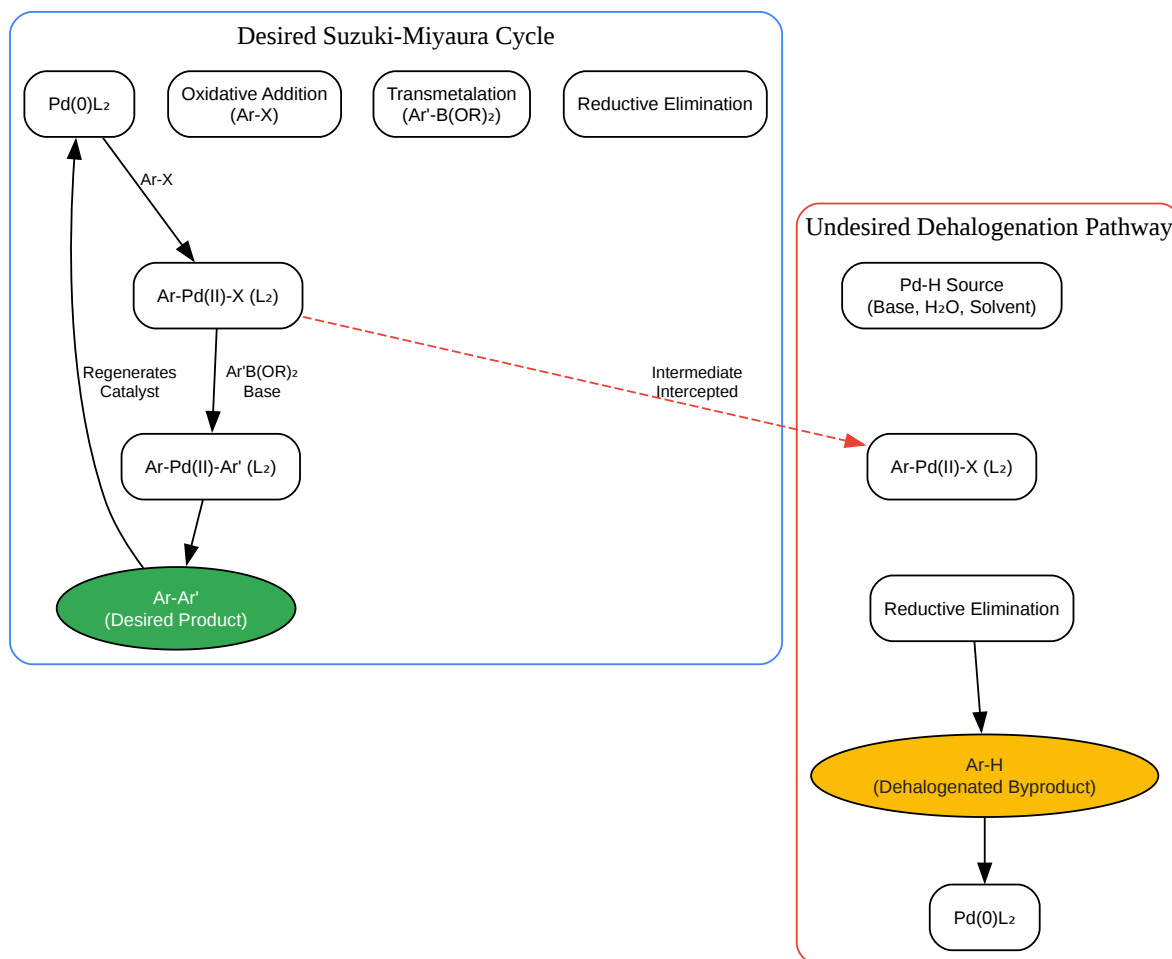 Desired Suzuki-Miyaura Cycle
Pd(0)L₂
Oxidative Addition
(Ar-X)
Transmetalation
(Ar'-B(OR)₂)
Reductive Elimination
Ar-X
Ar-Pd(II)-X (L₂)
Regenerates
Catalyst
Ar'B(OR)₂
Base
Ar-Pd(II)-Ar' (L₂)
Ar-Ar'
(Desired Product)
Intermediate
Intercepted
Undesired Dehalogenation Pathway
Pd-H Source
(Base, H₂O, Solvent)
Ar-Pd(II)-X (L₂)
Reductive Elimination
Ar-H
(Dehalogenated Byproduct)
Pd(0)L₂